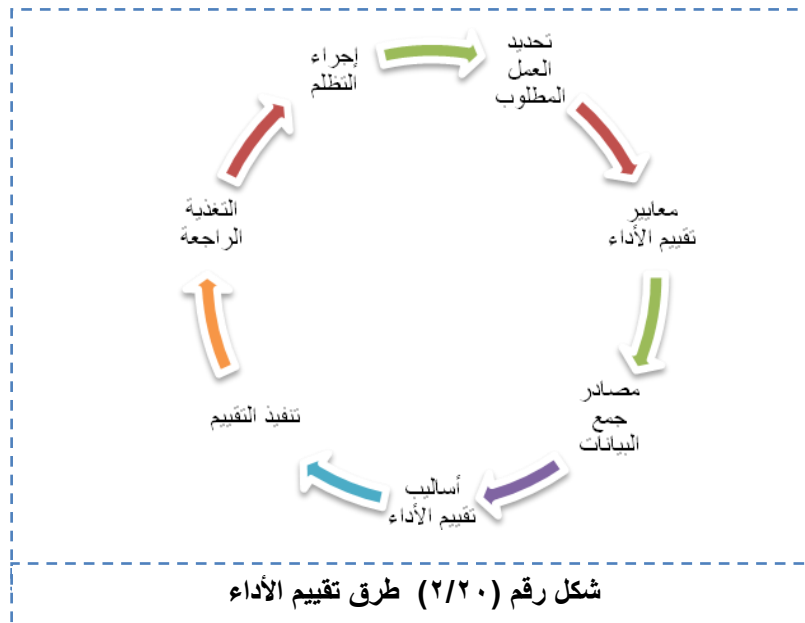 تحديد
العمل
المطلوب
معايير
تقييم الأداء
مصادر
جمع
البيانات
أساليب
تقييم الأداء
تنفيذ التقييم
التغذية
الراجعة
إجراء
التظلم
شكل رقم (٢/٢٠) طرق تقييم الأداء